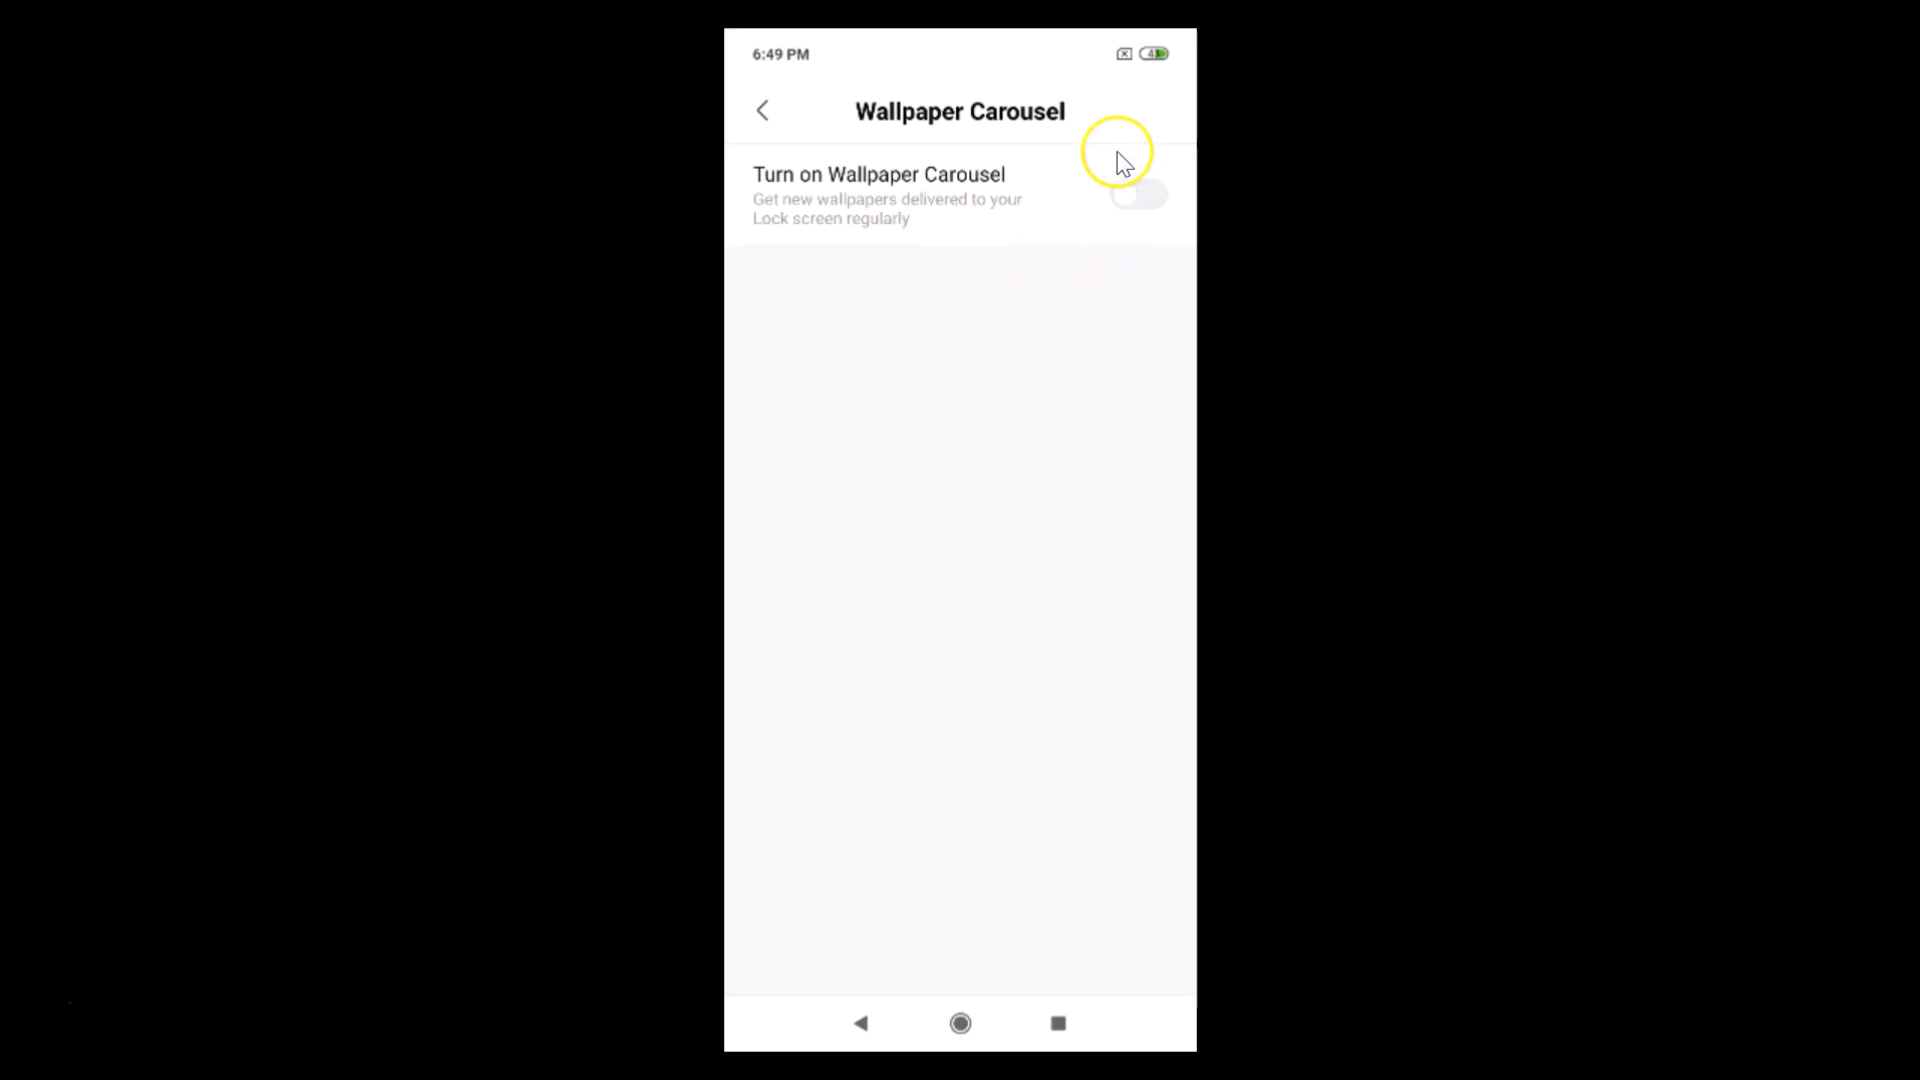 6:49 PM
Wallpaper Carousel
Turn on Wallpaper Carousel
Get new wallpapers delivered to your
Lock screen regularly